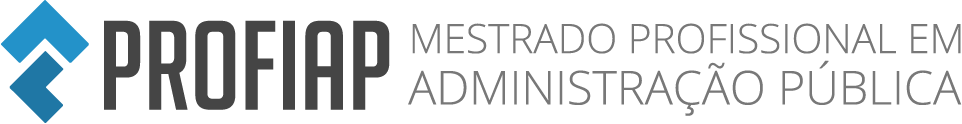 PROFIAP
MESTRADO PROFISSIONAL EM
ADMINISTRAÇÃO PÚBLICA